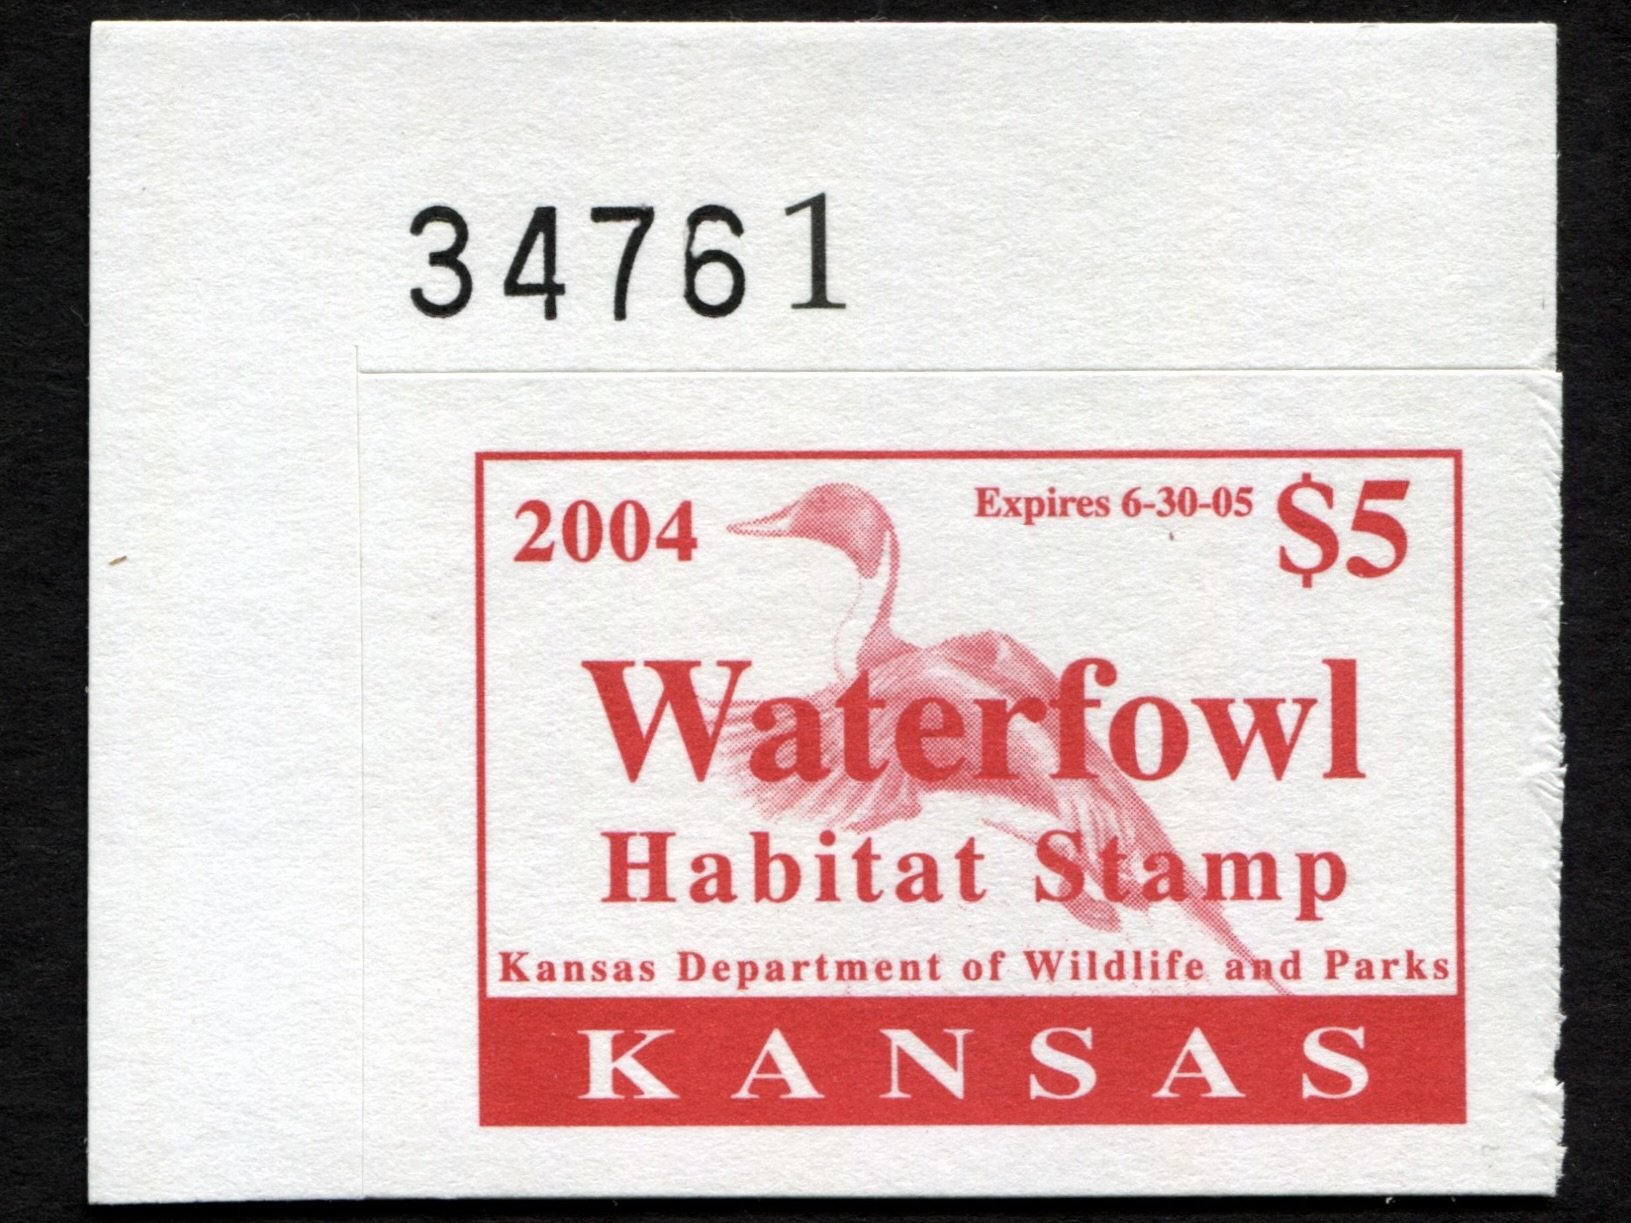 34761
2004 Expires 6-30-05 $5
Waterfowl
Habitat Stamp
Kansas Department of Wildlife and Parks
KANSAS